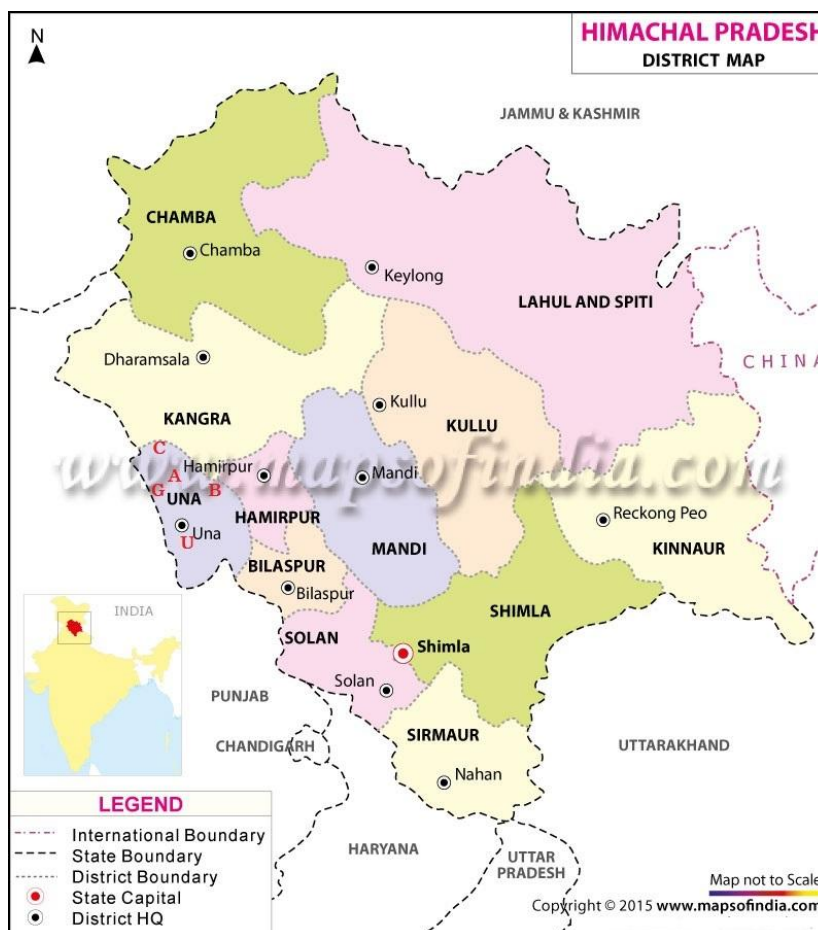 HIMACHAL PRADESH
DISTRICT MAP
N
JAMMU & KASHMIR
CHAMBA
Chamba
Keylong
LAHUL AND SPITI
Dharamsala
CHINA
Kullu
KANGRA
KULLU
C
Hamirpur
A
Mandi
www.mapsofindia.com
G
B
UNA
HAMIRPUR
Reckong Peo
Una
U
MANDI
KINNAUR
BILASPUR
Bilaspur
INDIA
SHIMLA
SOLAN
Shimla
Solan
PUNJAB
SIRMAUR
CHANDIGARH
UTTARAKHAND
Nahan
LEGEND
International Boundary
State Boundary
District Boundary
State Capital
District HQ
HARYANA
UTTAR
PRADESH
Map not to Scale
Copyright © 2015 www.mapsofindia.com